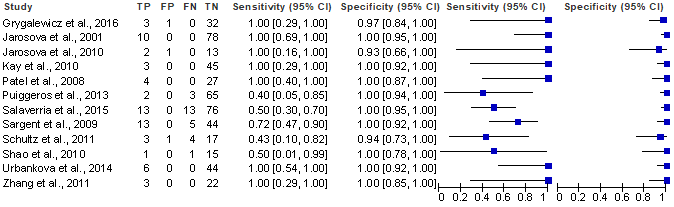 Study TP FP FN TN Sensitivity (95% CI) Specificity (95% CI) Sensitivity (95% CI) Specificity (95% CI)
Grygalewicz et al., 2016 3 1 0 32 1.00 [0.29, 1.00] 0.97 [0.84, 1.00]
Jarosova et al., 2001 10 0 0 78 1.00 [0.69, 1.00] 1.00 [0.95, 1.00]
Jarosova et al., 2010 2 1 0 13 1.00 [0.16, 1.00] 0.93 [0.66, 1.00]
Kay et al., 2010 3 0 0 45 1.00 [0.29, 1.00] 1.00 [0.92, 1.00]
Patel et al., 2008 4 0 0 27 1.00 [0.40, 1.00] 1.00 [0.87, 1.00]
Puiggeros et al., 2013 2 0 3 65 0.40 [0.05, 0.85] 1.00 [0.94, 1.00]
Salaverria et al., 2015 13 0 13 76 0.50 [0.30, 0.70] 1.00 [0.95, 1.00]
Sargent et al., 2009 13 0 5 44 0.72 [0.47, 0.90] 1.00 [0.92, 1.00]
Schultz et al., 2011 3 1 4 17 0.43 [0.10, 0.82] 0.94 [0.73, 1.00]
Shao et al., 2010 1 0 1 15 0.50 [0.01, 0.99] 1.00 [0.78, 1.00]
Urbankova et al., 2014 6 0 0 44 1.00 [0.54, 1.00] 1.00 [0.92, 1.00]
Zhang et al., 2011 3 0 0 22 1.00 [0.29, 1.00] 1.00 [0.85, 1.00]
0 0.2 0.4 0.6 0.8 1 0 0.2 0.4 0.6 0.8 1